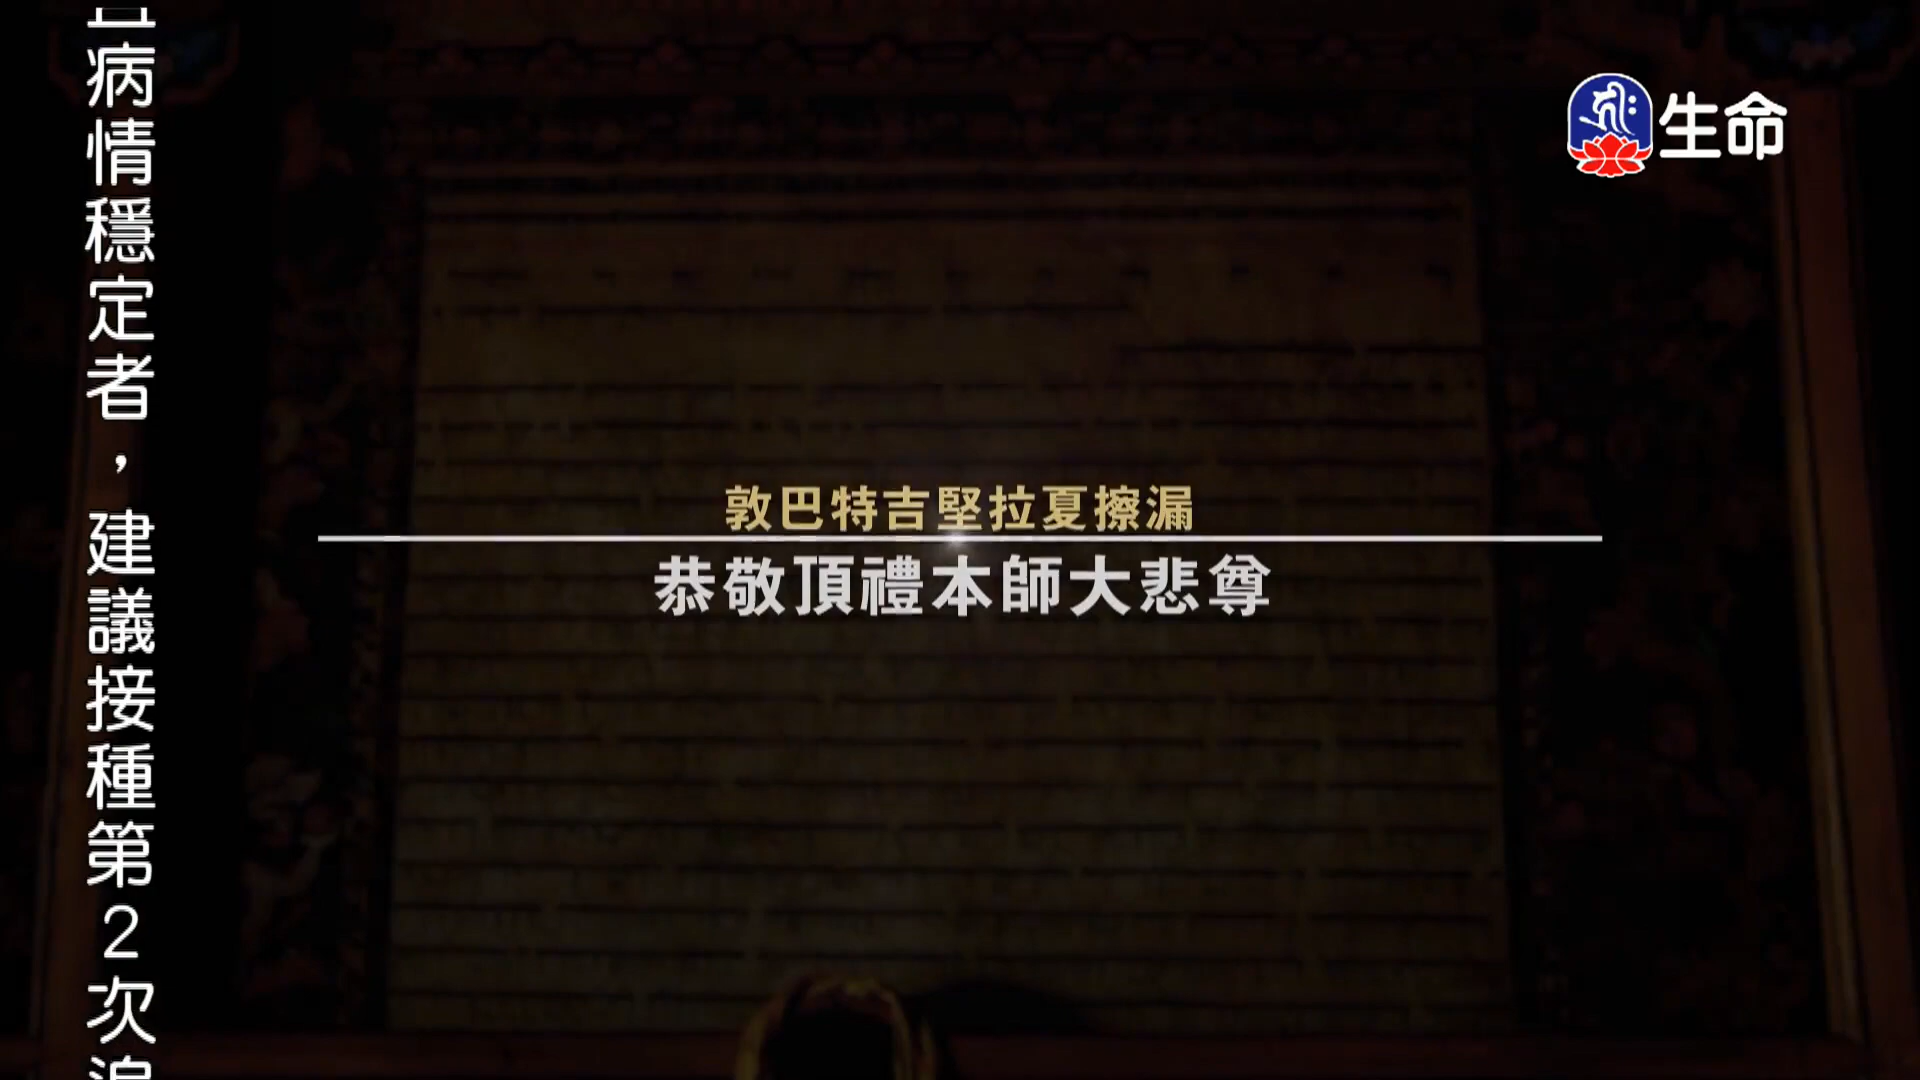 病情穩定者，建議接種第2次
生命
敦巴特吉堅拉夏擦漏
恭敬頂禮本師大悲尊